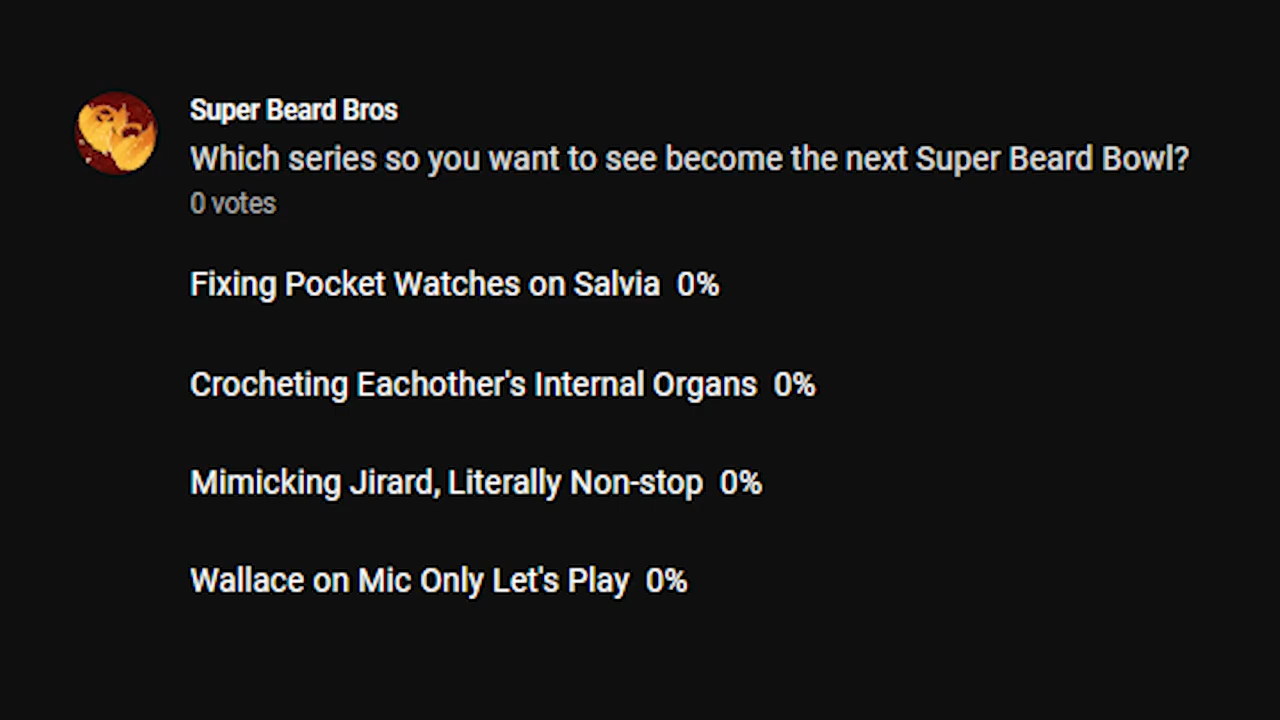 Super Beard Bros
Which series so you want to see become the next Super Beard Bowl?
0 votes
Fixing Pocket Watches on Salvia 0%
Crocheting Eachother's Internal Organs 0%
Mimicking Jirard, Literally Non-stop 0%
Wallace on Mic Only Let's Play 0%